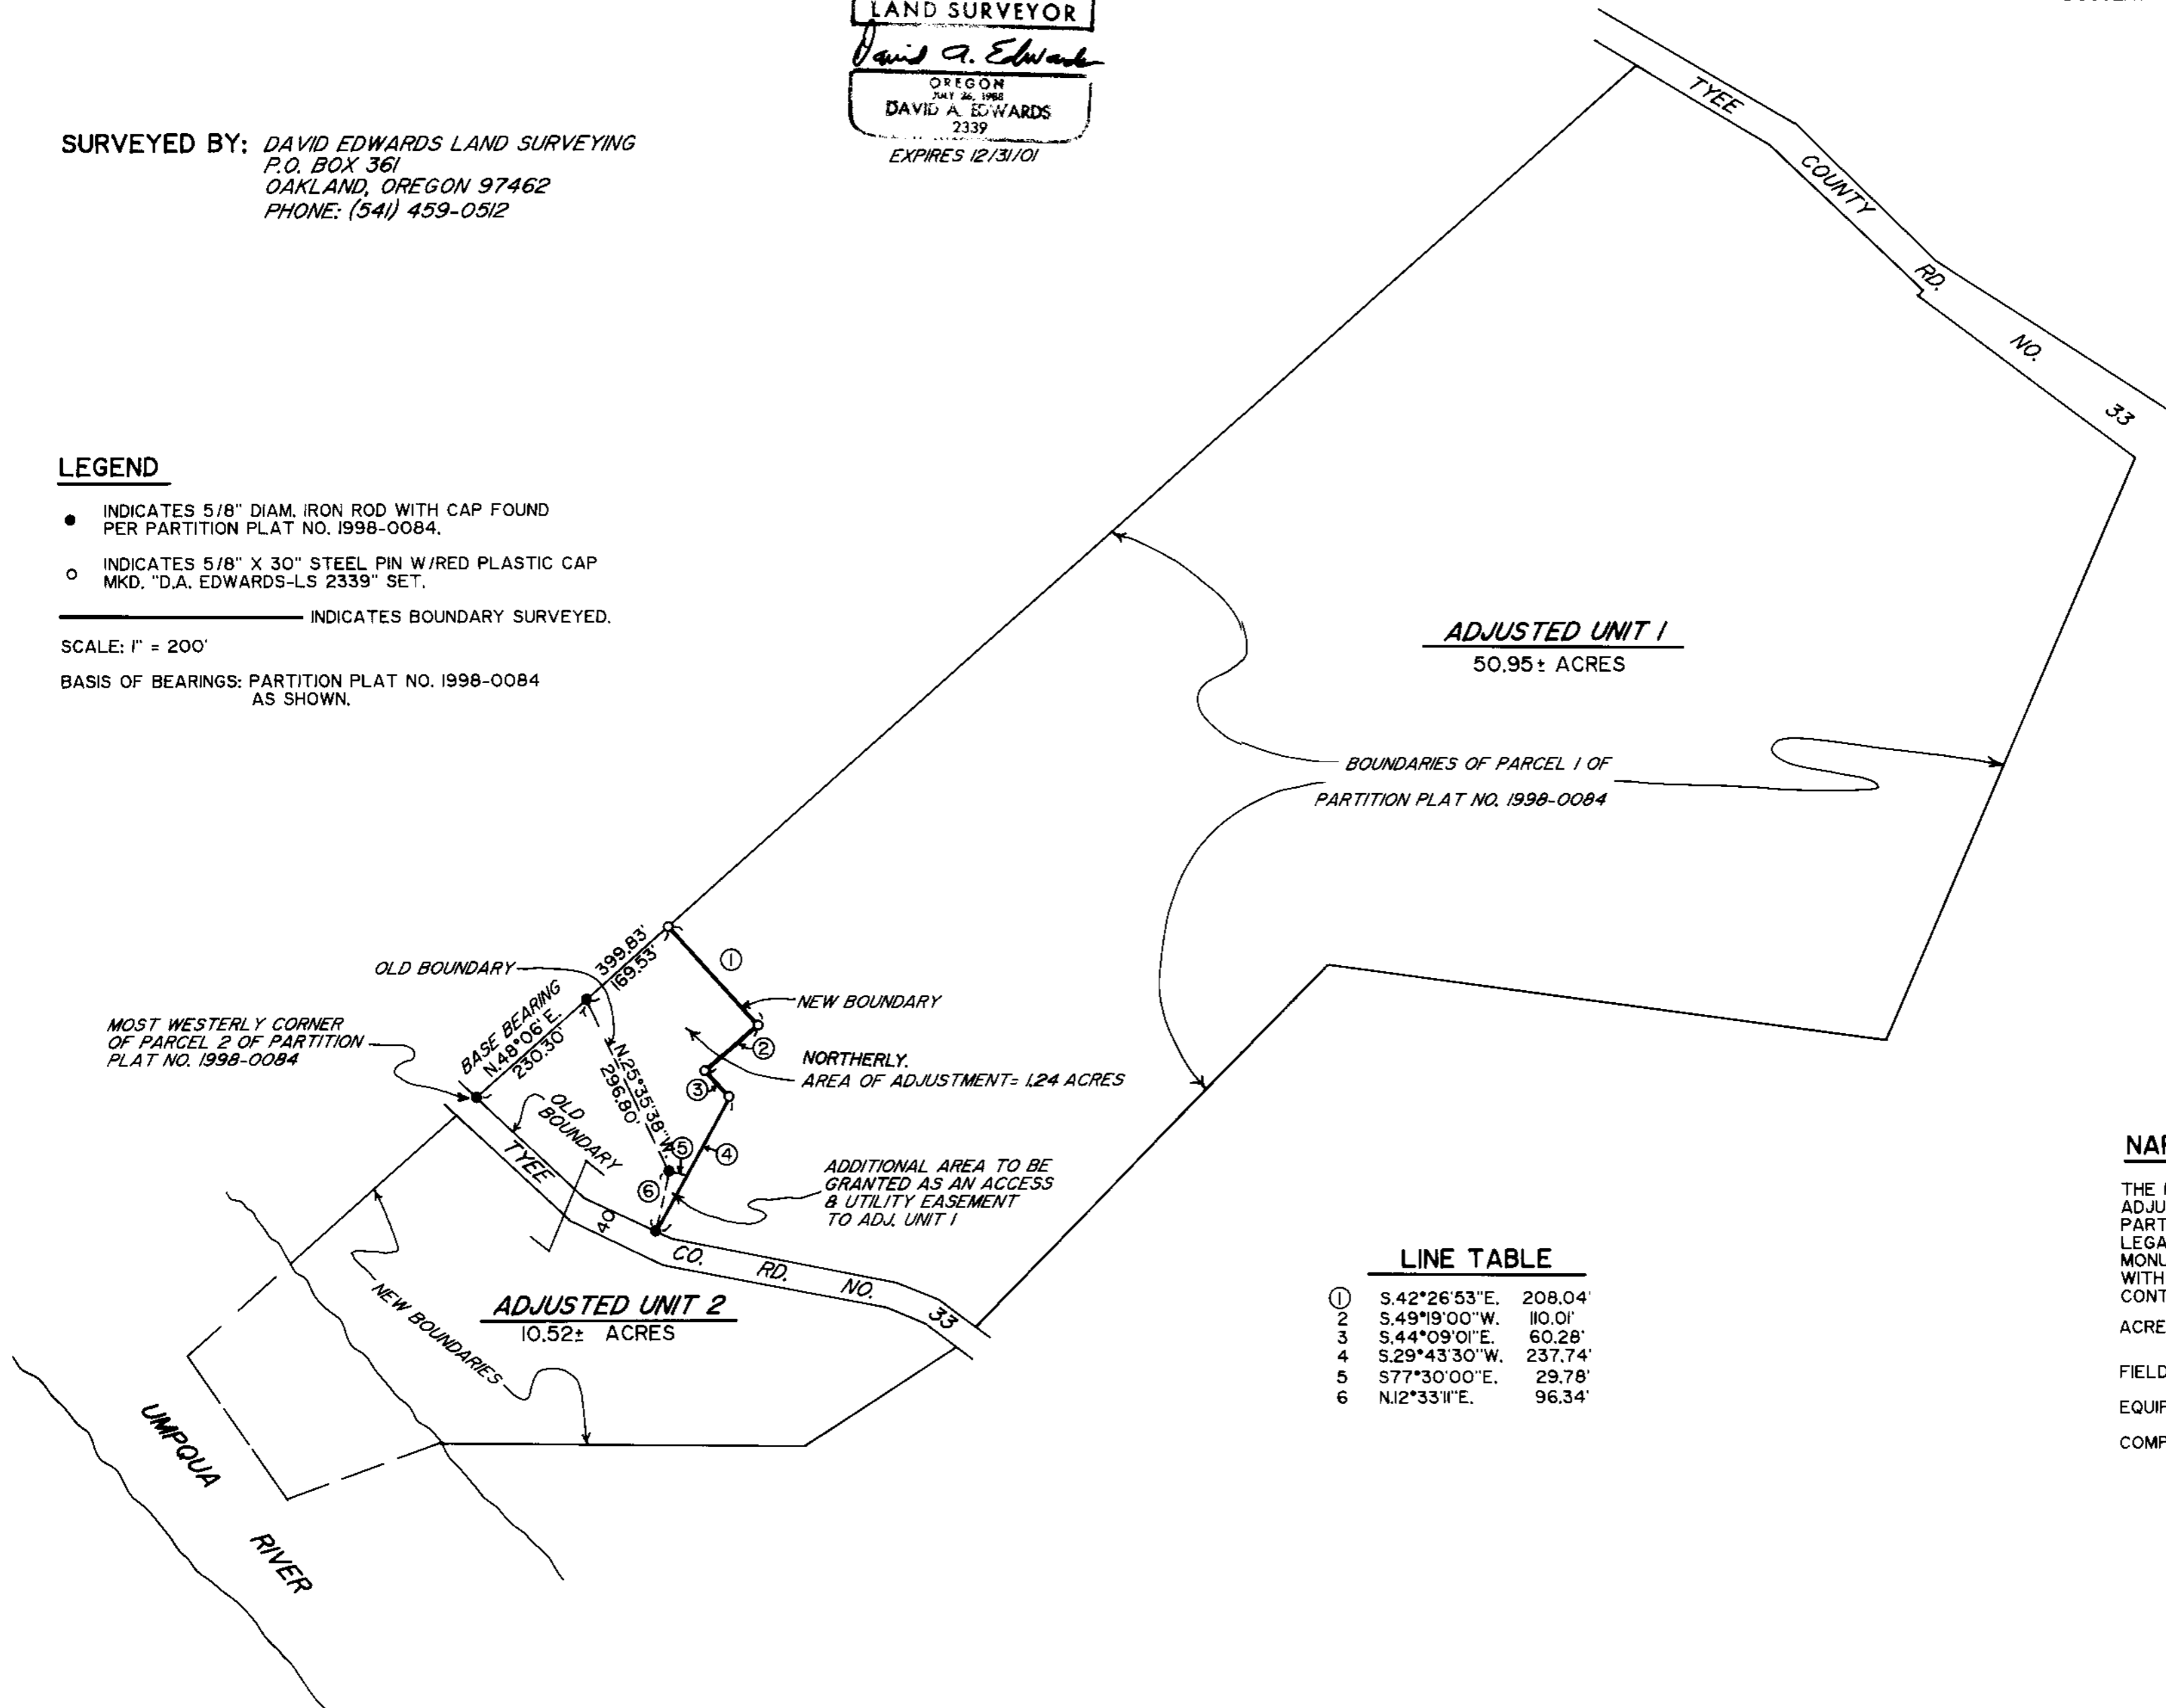 LAND SURVEYOR
David A. Edwards
OREGON
JULY 26, 1988
DAVID A. EDWARDS
2339
EXPIRES 12/31/01
SURVEYED BY: DAVID EDWARDS LAND SURVEYING
P.O. BOX 361
OAKLAND, OREGON 97462
PHONE: (541) 459-0512
TYEE
COUNTY
RD.
NO.
33
LEGEND
INDICATES 5/8" DIAM. IRON ROD WITH CAP FOUND
PER PARTITION PLAT NO. 1998-0084.
INDICATES 5/8" X 30" STEEL PIN W/RED PLASTIC CAP
MKD. "D.A. EDWARDS-LS 2339" SET.
INDICATES BOUNDARY SURVEYED.
SCALE: 1" = 200'
BASIS OF BEARINGS: PARTITION PLAT NO. 1998-0084
AS SHOWN.
ADJUSTED UNIT 1
50.95± ACRES
BOUNDARIES OF PARCEL 1 OF
PARTITION PLAT NO. 1998-0084
399.83'
169.53'
1
OLD BOUNDARY
NEW BOUNDARY
BASE BEARING
N.48°06' E.
230.30'
MOST WESTERLY CORNER
OF PARCEL 2 OF PARTITION
PLAT NO. 1998-0084
2
N.25°35'38"W.
296.80'
NORTHERLY.
AREA OF ADJUSTMENT= 1.24 ACRES
3
OLD
BOUNDARY
5
4
6
ADDITIONAL AREA TO BE
GRANTED AS AN ACCESS
& UTILITY EASEMENT
TO ADJ. UNIT 1
TYEE
40
CO.
RD.
NO.
33
ADJUSTED UNIT 2
10.52± ACRES
NEW BOUNDARIES
UMPQUA
RIVER
LINE TABLE
1 S.42°26'53"E. 208.04'
2 S.49°19'00"W. 110.01'
3 S.44°09'01"E. 60.28'
4 S.29°43'30"W. 237.74'
5 S77°30'00"E. 29.78'
6 N.12°33'11"E. 96.34'
THE
ADJU
PART
LEGA
MONU
WITH
CONT
ACRE
FIELD
EQUIP
COMP